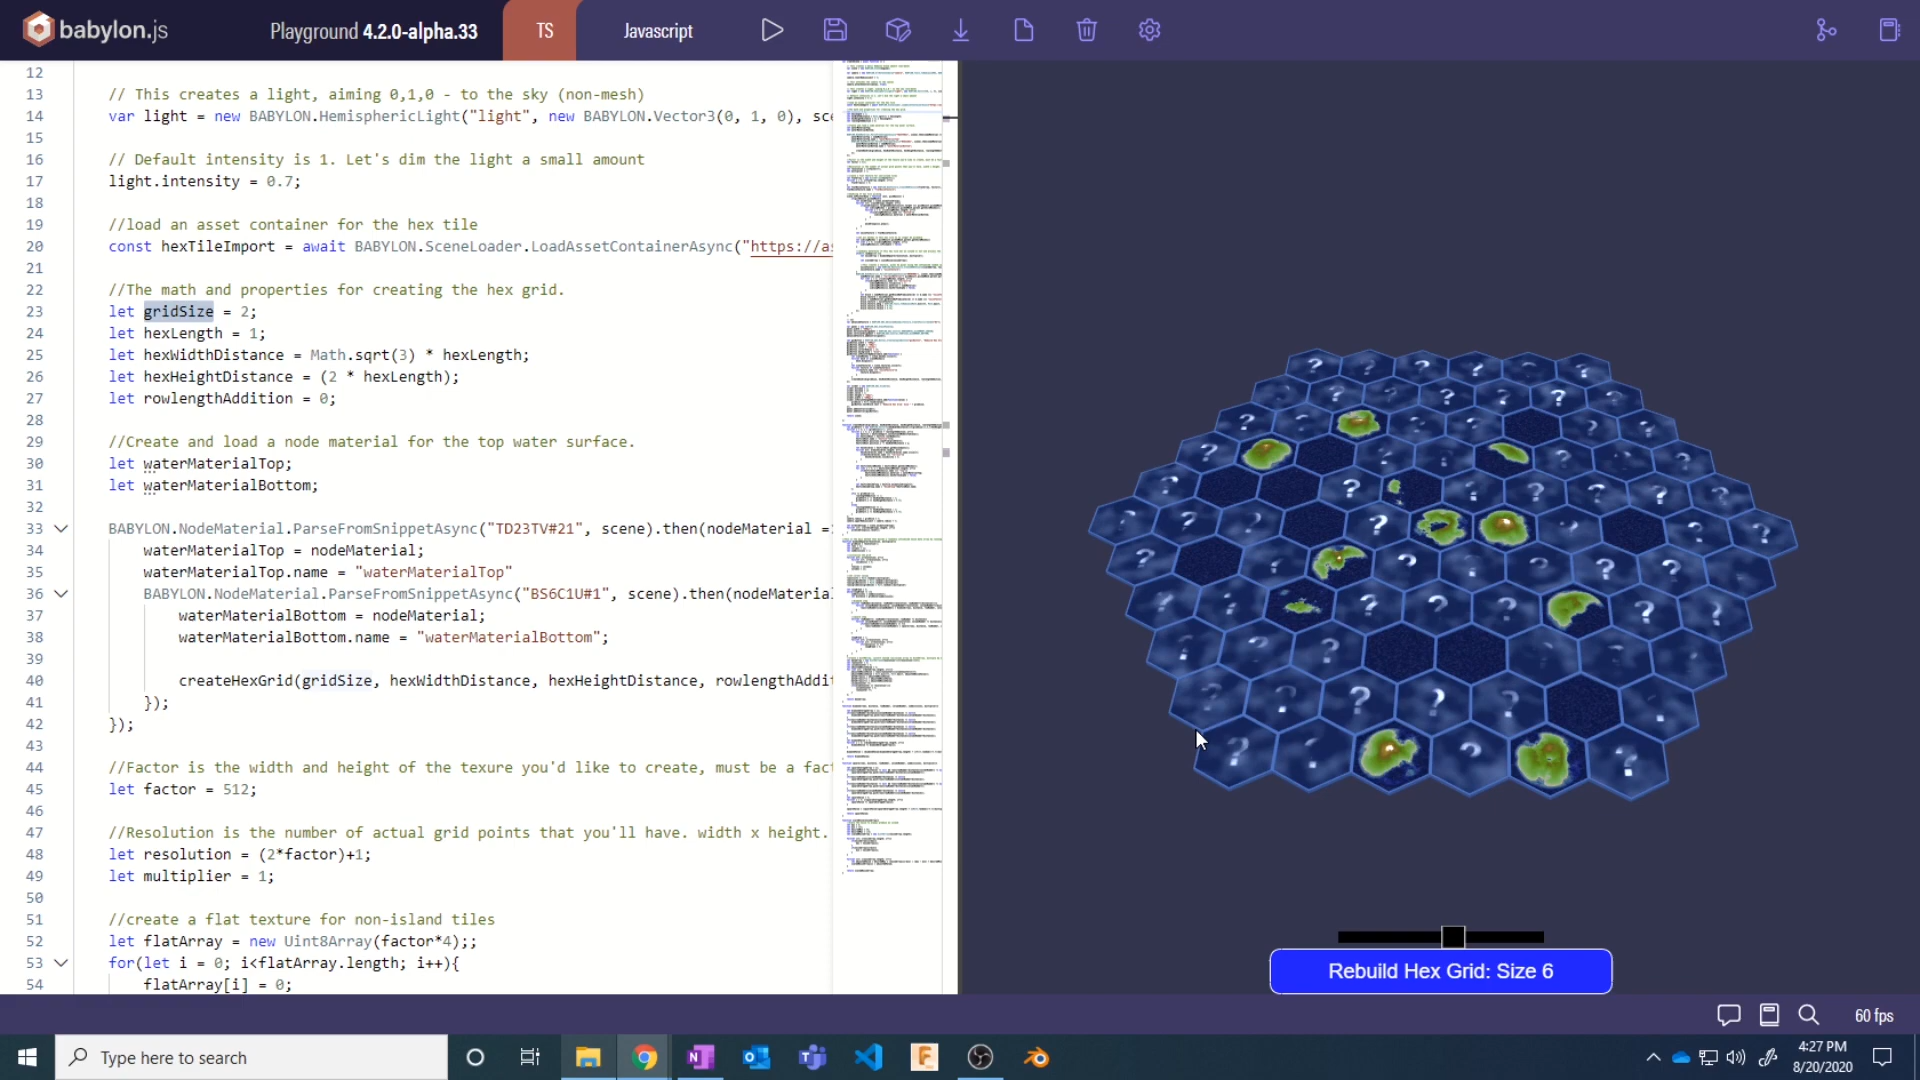 babylon.js
Playground 4.2.0-alpha.33
TS
Javascript
12
13 // This creates a light, aiming 0,1,0 - to the sky (non-mesh)
14 var light = new BABYLON.HemisphericLight("light", new BABYLON.Vector3(0, 1, 0), sce
15
16 // Default intensity is 1. Let's dim the light a small amount
17 light.intensity = 0.7;
18
19 //load an asset container for the hex tile
20 const hexTileImport = await BABYLON.SceneLoader.LoadAssetContainerAsync("https://as
21
22 //The math and properties for creating the hex grid.
23 let gridSize = 2;
24 let hexLength = 1;
25 let hexWidthDistance = Math.sqrt(3) * hexLength;
26 let hexHeightDistance = (2 * hexLength);
27 let rowlengthAddition = 0;
28
29 //Create and load a node material for the top water surface.
30 let waterMaterialTop;
31 let waterMaterialBottom;
32
33 BABYLON.NodeMaterial.ParseFromSnippetAsync("TD23TV#21", scene).then(nodeMaterial =
34 waterMaterialTop = nodeMaterial;
35 waterMaterialTop.name = "waterMaterialTop"
36 BABYLON.NodeMaterial.ParseFromSnippetAsync("BS6C1U#1", scene).then(nodeMaterial
37 waterMaterialBottom = nodeMaterial;
38 waterMaterialBottom.name = "waterMaterialBottom";
39
40 createHexGrid(gridSize, hexWidthDistance, hexHeightDistance, rowlengthAddit
41 });
42 });
43
44 //Factor is the width and height of the texure you'd like to create, must be a fact
45 let factor = 512;
46
47 //Resolution is the number of actual grid points that you'll have. width x height.
48 let resolution = (2*factor)+1;
49 let multiplier = 1;
50
51 //create a flat texture for non-island tiles
52 let flatArray = new Uint8Array(factor*4);;
53 for(let i = 0; i<flatArray.length; i++){
54 flatArray[i] = 0;
Rebuild Hex Grid: Size 6
60 fps
Type here to search
4:27 PM
8/20/2020